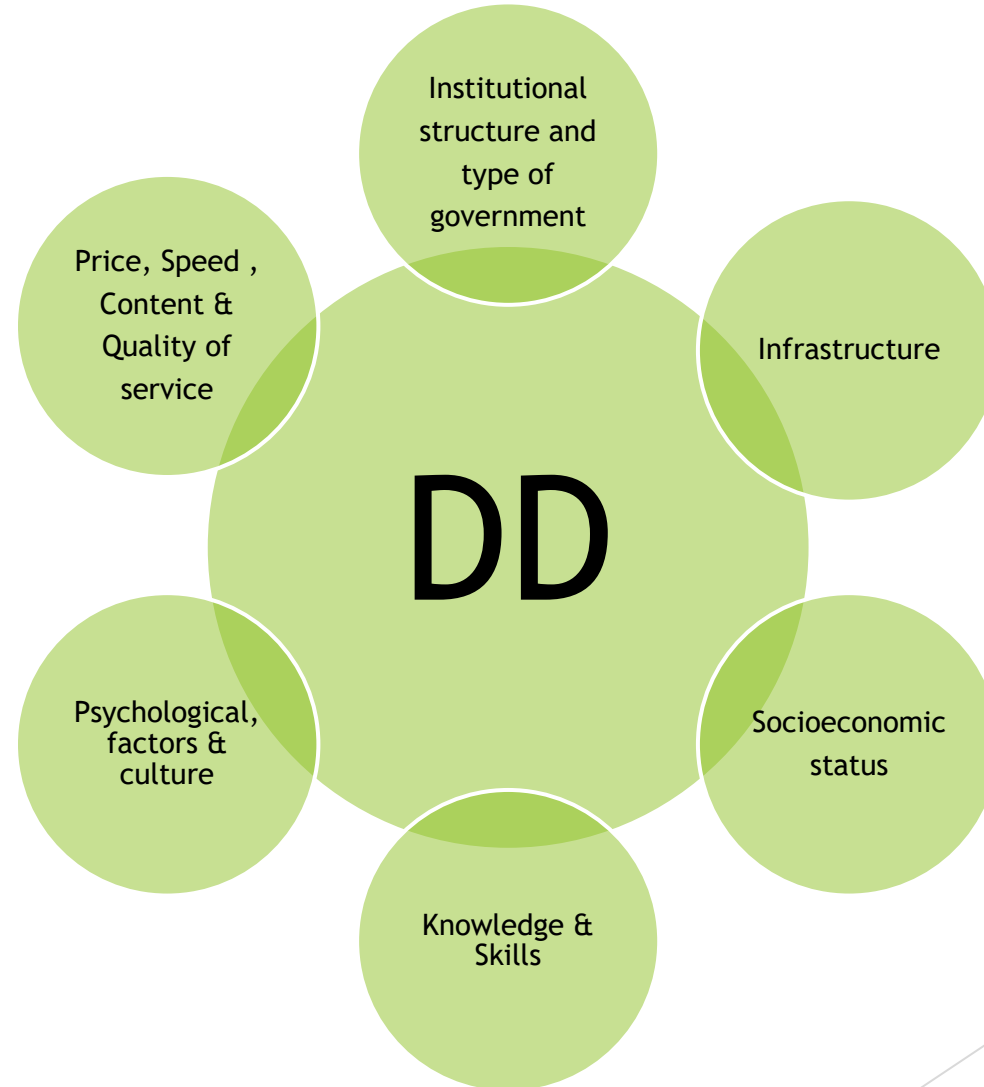 Institutional
structure and
type of
government
Price, Speed ,
Content &
Quality of
service
Infrastructure
DD
Psychological,
factors &
culture
Socioeconomic
status
Knowledge &
Skills